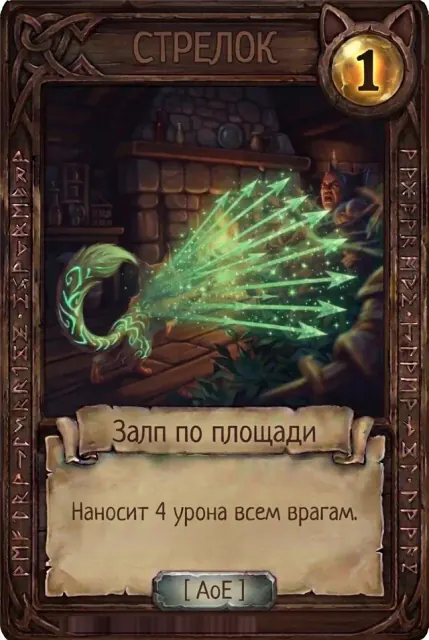 СТРЕЛОК
1
Залп по площади
Наносит 4 урона всем врагам.
[ AoE ]